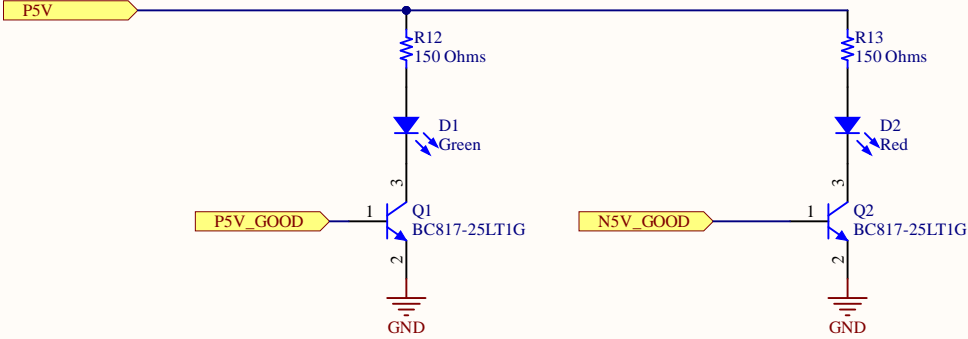 P5V
R12
150 Ohms
R13
150 Ohms
D1
Green
D2
Red
3
3
P5V_GOOD
1
Q1
BC817-25LT1G
N5V_GOOD
1
Q2
BC817-25LT1G
2
2
GND
GND